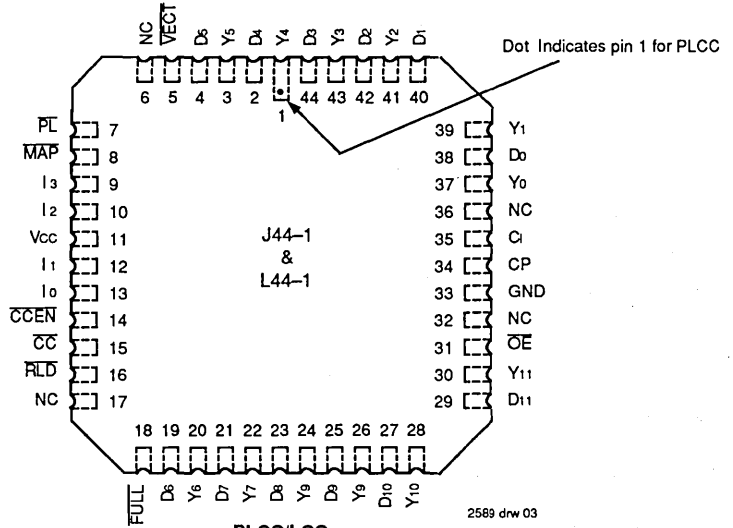 NC VECT D5 Y5 D4 Y4 D3 Y3 D2 Y2 D1
Dot Indicates pin 1 for PLCC
6 5 4 3 2 1 44 43 42 41 40
PL 7
MAP 8
I3 9
I2 10
Vcc 11
I1 12
I0 13
CCEN 14
CC 15
RLD 16
NC 17
J44–1
&
L44–1
39 Y1
38 D0
37 Y0
36 NC
35 CI
34 CP
33 GND
32 NC
31 OE
30 Y11
29 D11
18 19 20 21 22 23 24 25 26 27 28
FULL D6 Y6 D7 Y7 D8 Y9 D9 Y9 D10 Y10
PLCC/LCC
2589 drw 03